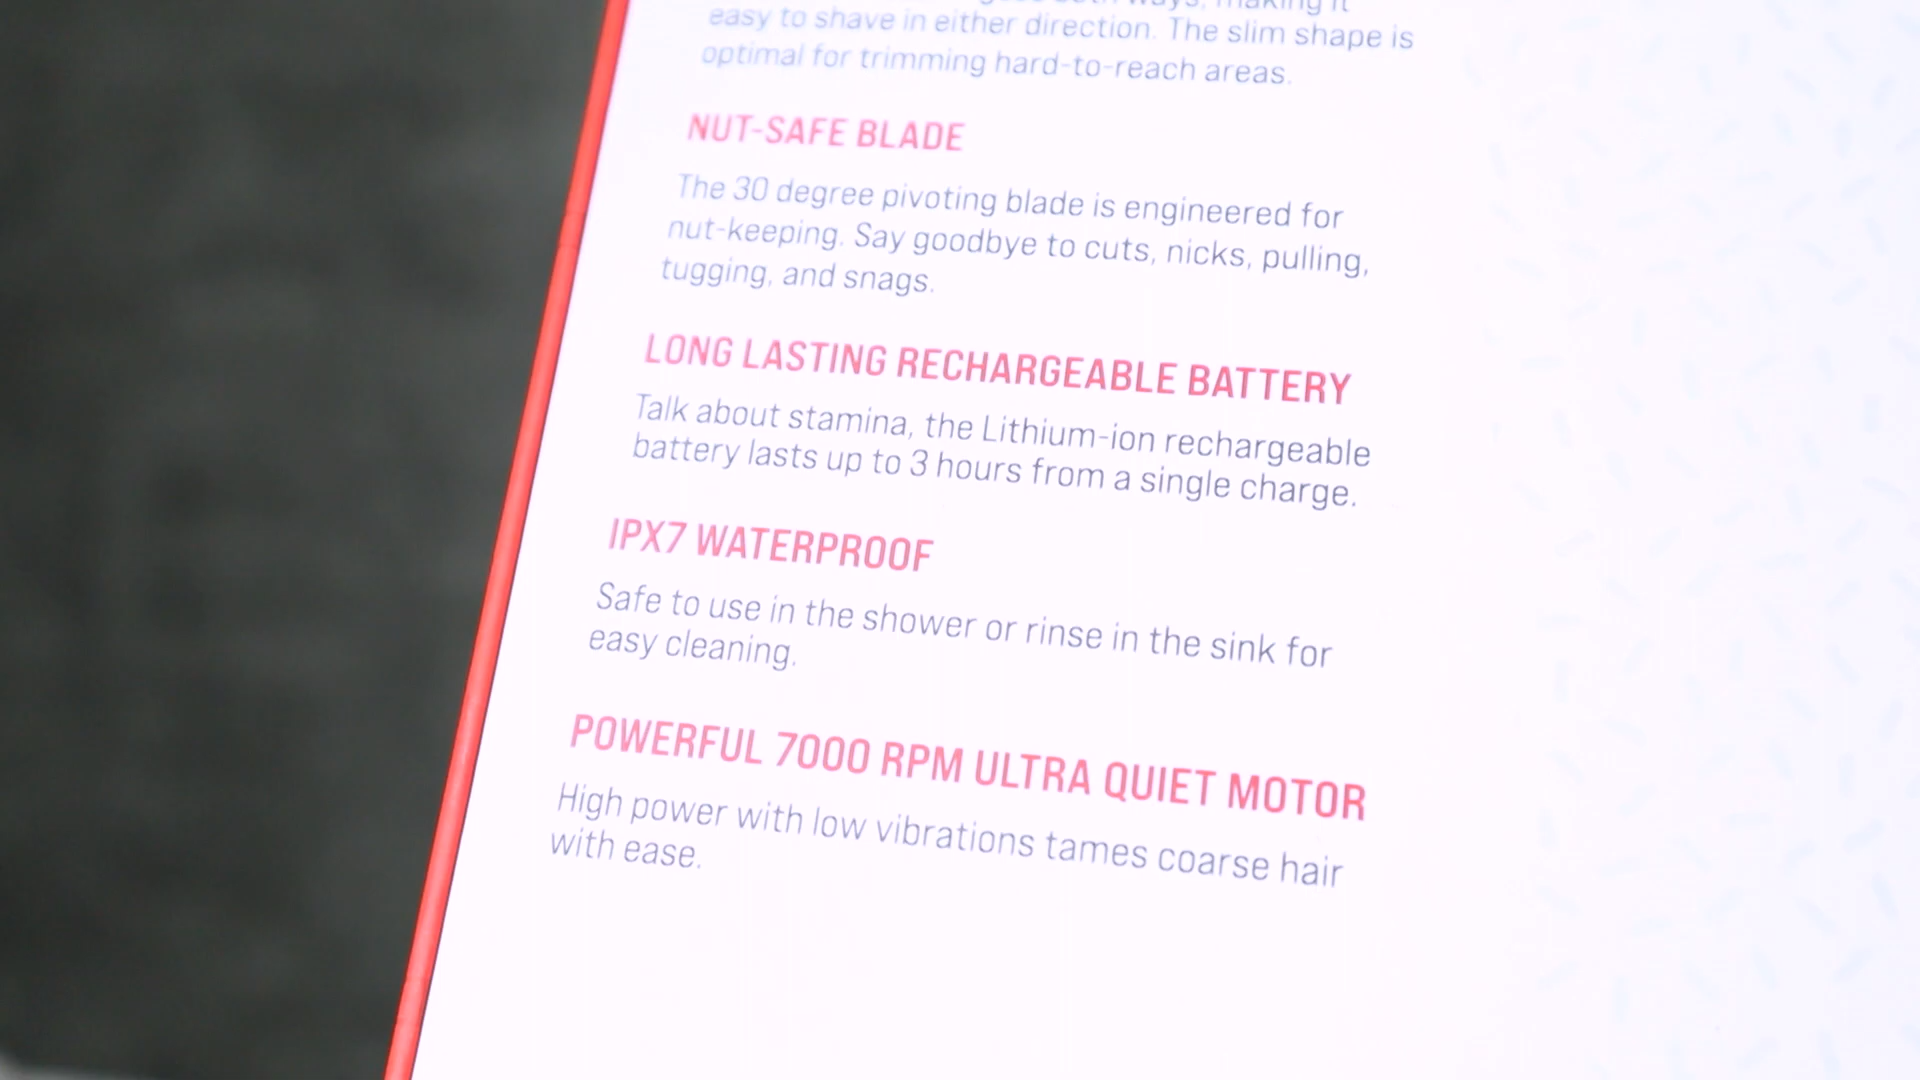 making it
easy to shave in either direction. The slim shape is
optimal for trimming hard-to-reach areas.
NUT-SAFE BLADE
The 30 degree pivoting blade is engineered for
nut-keeping. Say goodbye to cuts, nicks, pulling,
tugging, and snags.
LONG LASTING RECHARGEABLE BATTERY
Talk about stamina, the Lithium-ion rechargeable
battery lasts up to 3 hours from a single charge.
IPX7 WATERPROOF
Safe to use in the shower or rinse in the sink for
easy cleaning.
POWERFUL 7000 RPM ULTRA QUIET MOTOR
High power with low vibrations tames coarse hair
with ease.